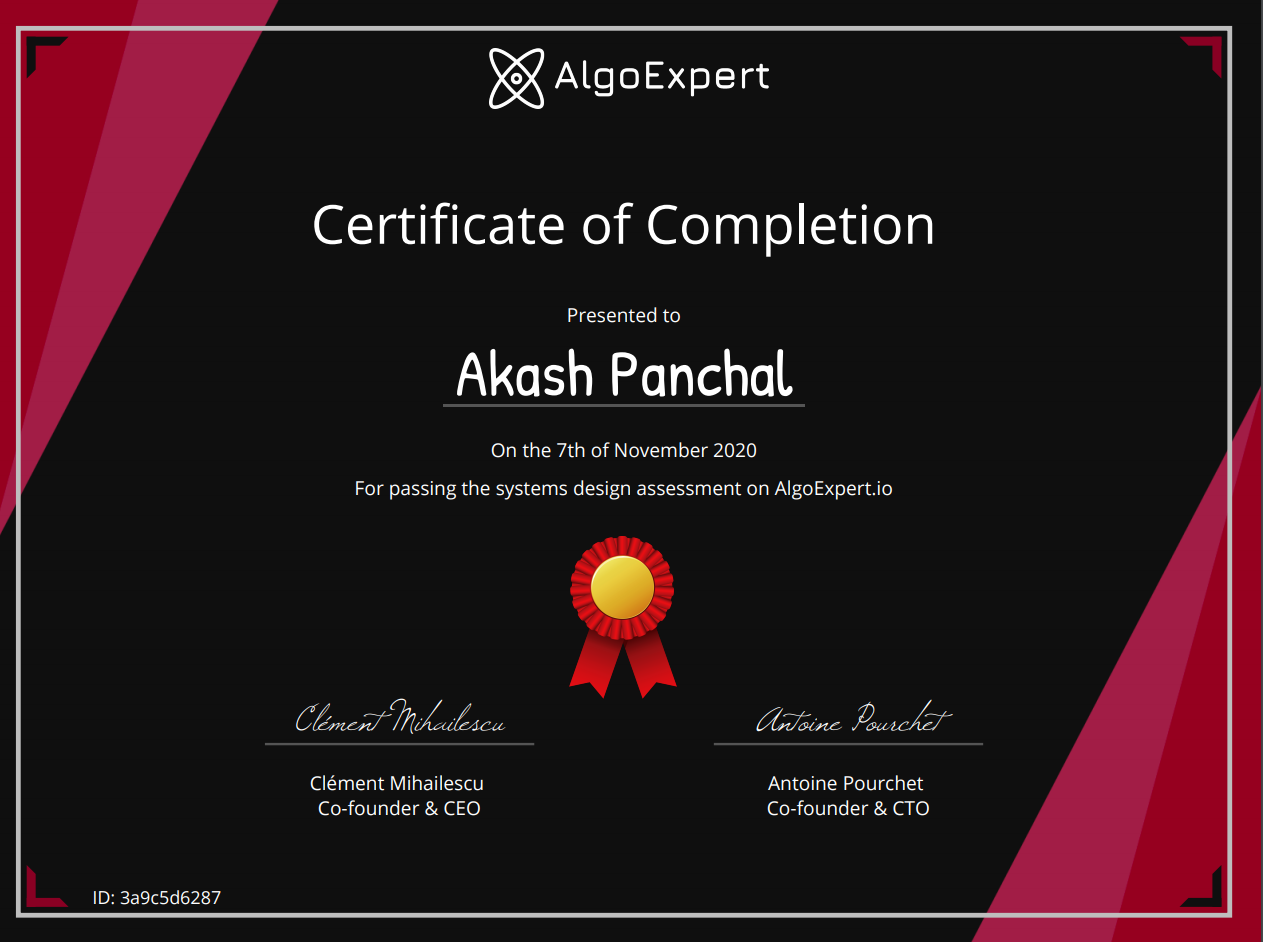 AlgoExpert
Certificate of Completion
Presented to
Akash Panchal
On the 7th of November 2020
For passing the systems design assessment on AlgoExpert.io
Clément Mihailescu
Antoine Pourchet
Clément Mihailescu
Co-founder & CEO
Antoine Pourchet
Co-founder & CTO
ID: 3a9c5d6287